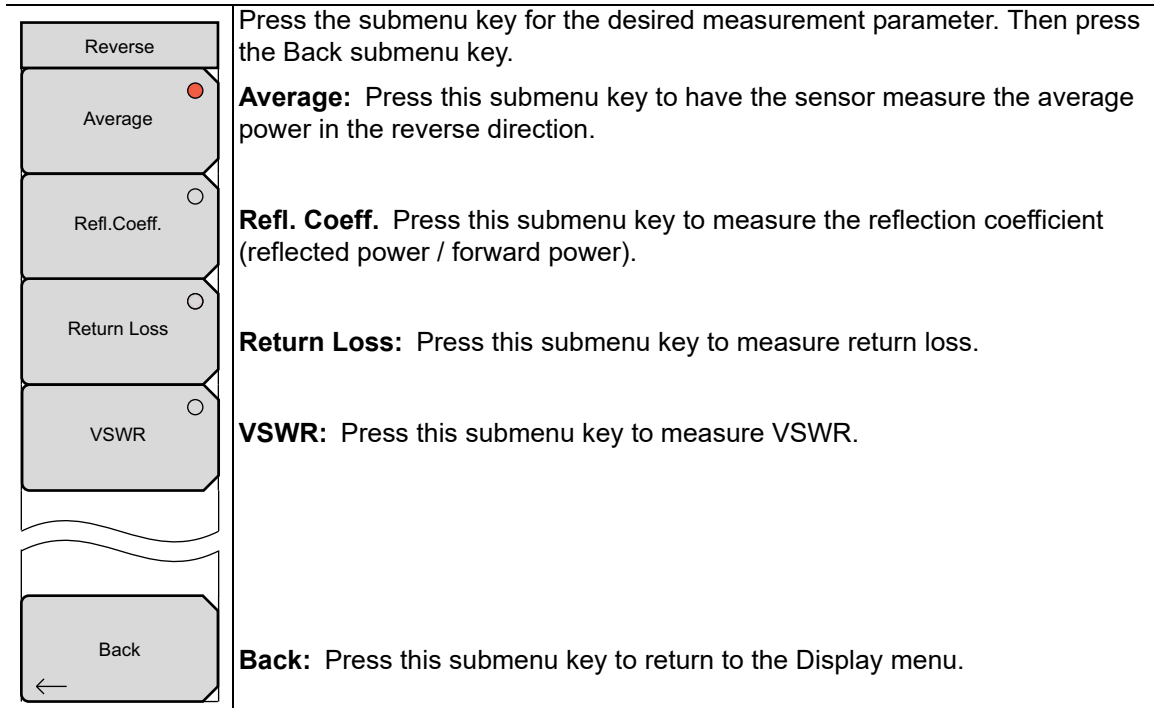 Reverse
Average
Refl.Coeff.
Return Loss
VSWR
Back
Press the submenu key for the desired measurement parameter. Then press
the Back submenu key.
Average: Press this submenu key to have the sensor measure the average
power in the reverse direction.
Refl. Coeff. Press this submenu key to measure the reflection coefficient
(reflected power / forward power).
Return Loss: Press this submenu key to measure return loss.
VSWR: Press this submenu key to measure VSWR.
Back: Press this submenu key to return to the Display menu.